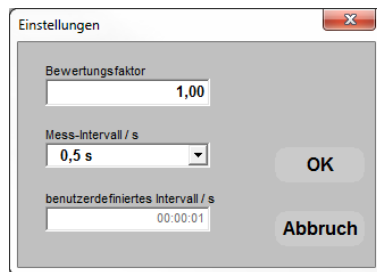 Einstellungen
Bewertungsfaktor
1,00
Mess-Intervall / s
0,5 s
OK
benutzerdefiniertes Intervall / s
00:00:01
Abbruch